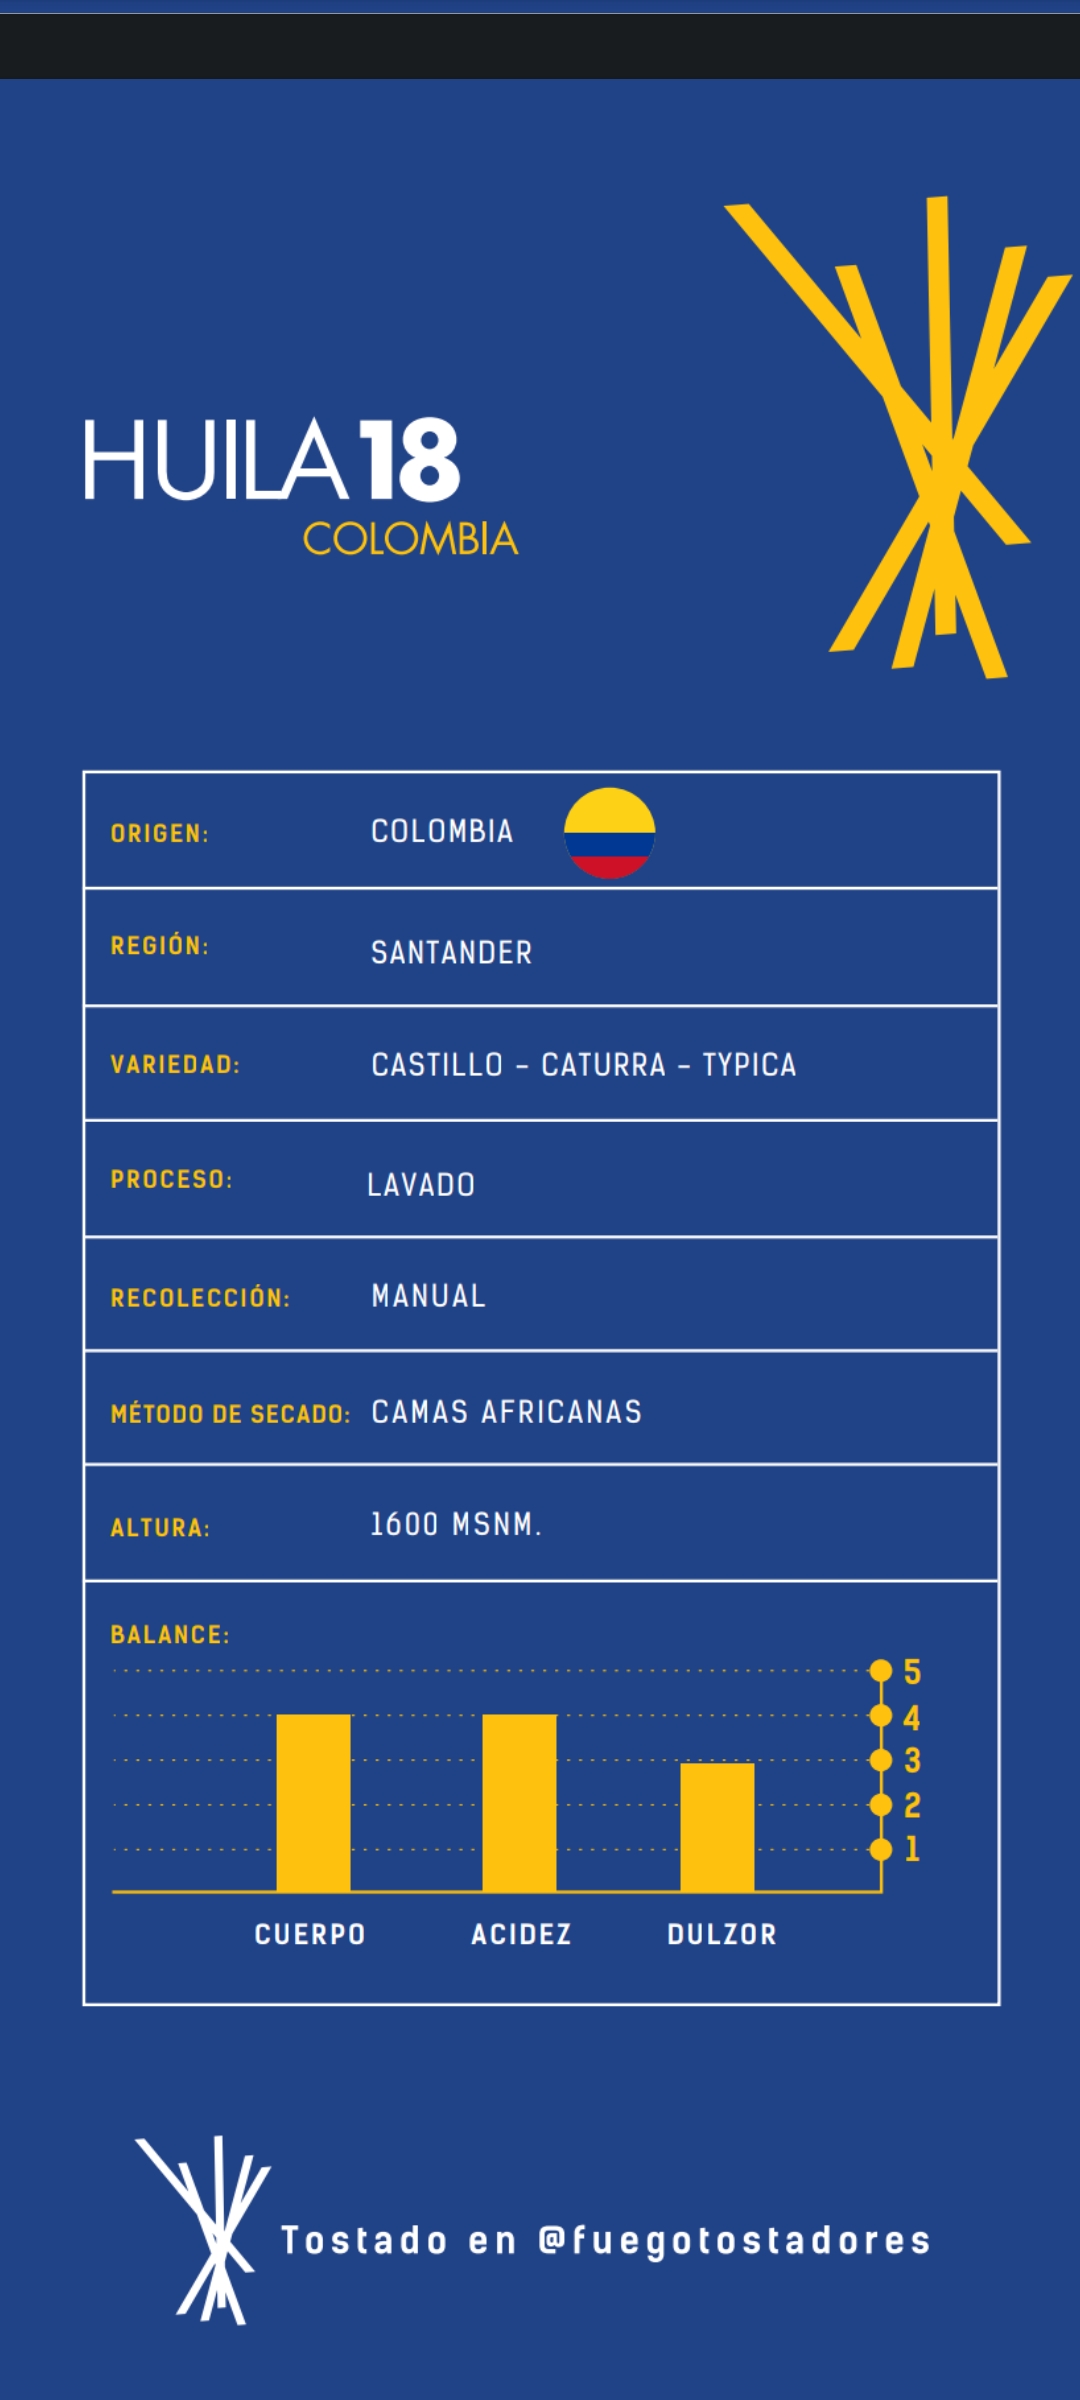 HUILA 18
COLOMBIA
ORIGEN: COLOMBIA
REGIÓN: SANTANDER
VARIEDAD: CASTILLO - CATURRA - TYPICA
PROCESO: LAVADO
RECOLECCIÓN: MANUAL
MÉTODO DE SECADO: CAMAS AFRICANAS
ALTURA: 1600 MSNM.
BALANCE:
5
4
3
2
1
CUERPO ACIDEZ DULZOR
Tostado en @fuegotostadores